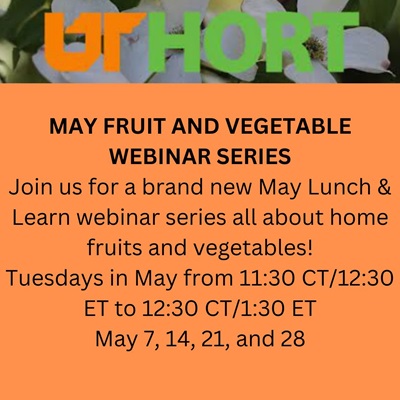 UT HORT
MAY FRUIT AND VEGETABLE
WEBINAR SERIES
Join us for a brand new May Lunch &
Learn webinar series all about home
fruits and vegetables!
Tuesdays in May from 11:30 CT/12:30
ET to 12:30 CT/1:30 ET
May 7, 14, 21, and 28